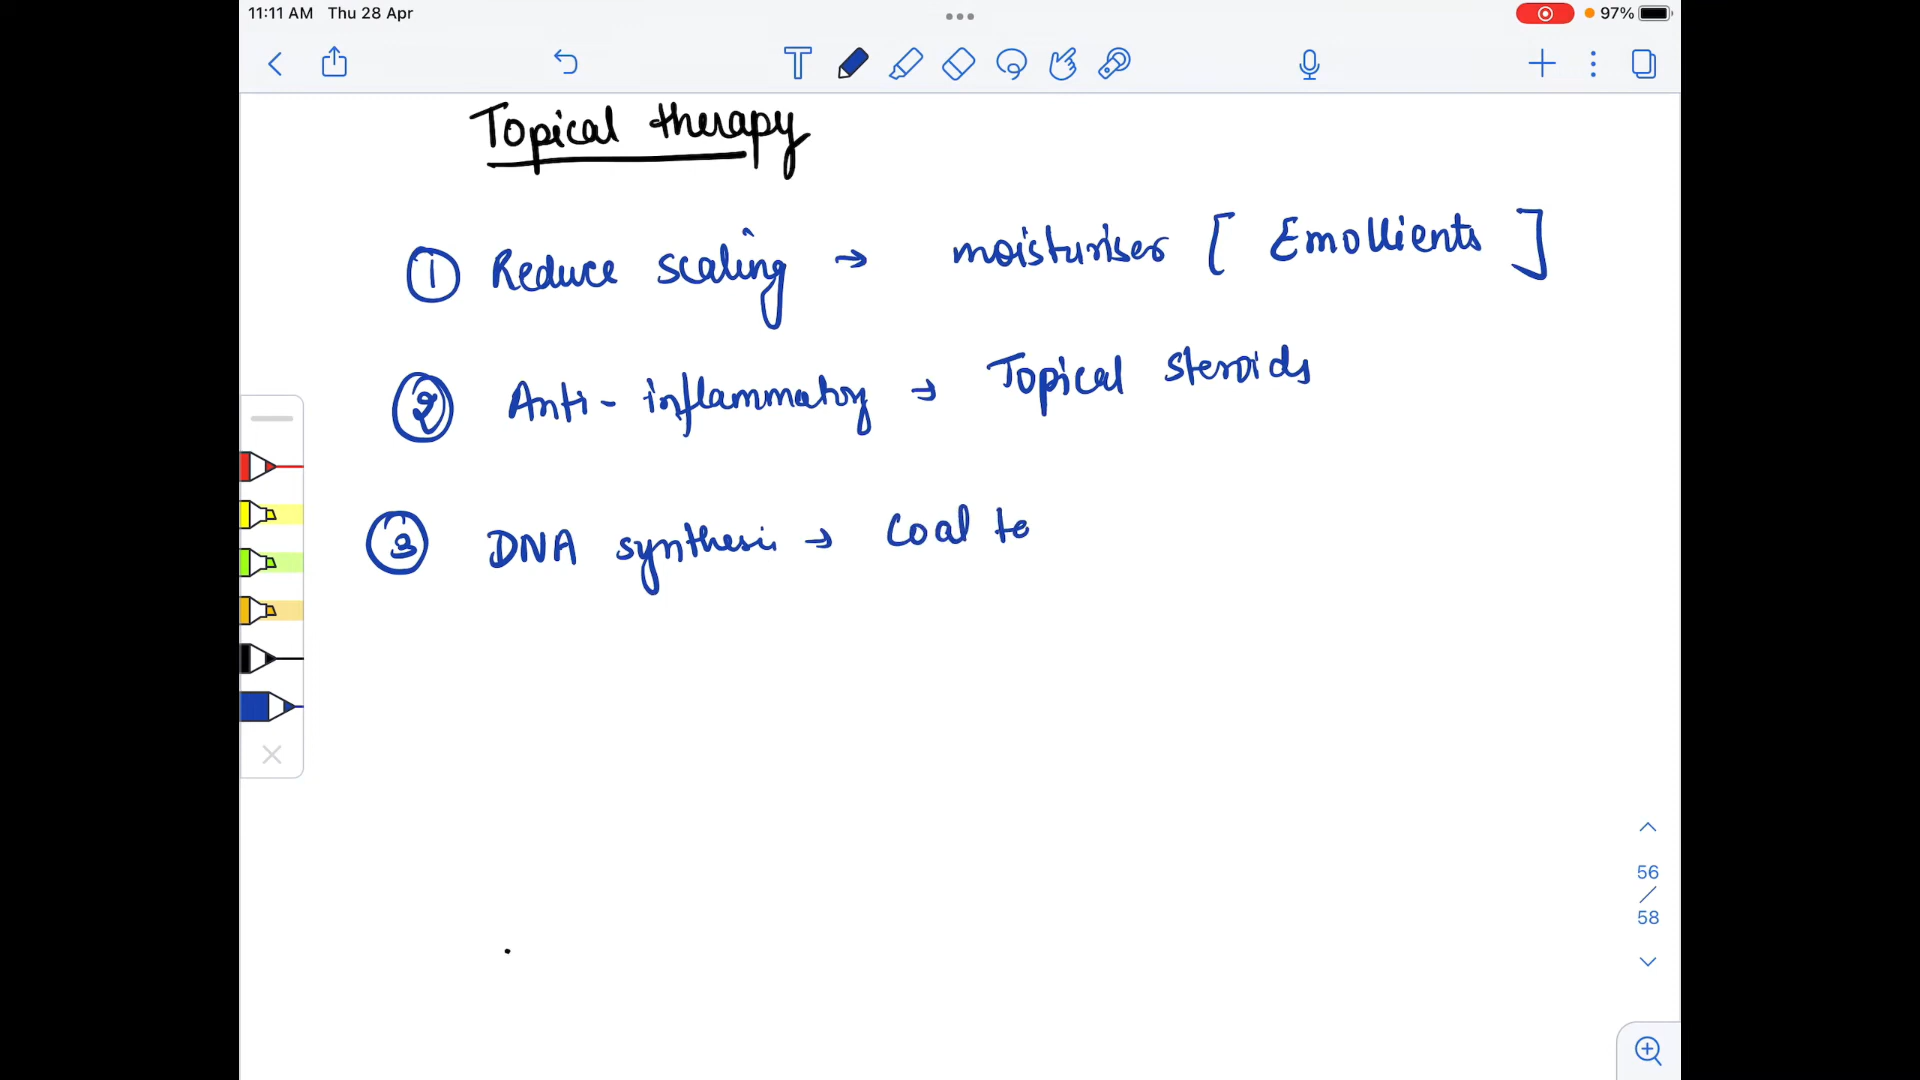 11:11 AM Thu 28 Apr
97%
T
Topical therapy
1 Reduce scaling → moisturiser [ Emollients ]
2 Anti-inflammatory → Topical steroids
3 DNA synthesis → Coal te
56
/
58